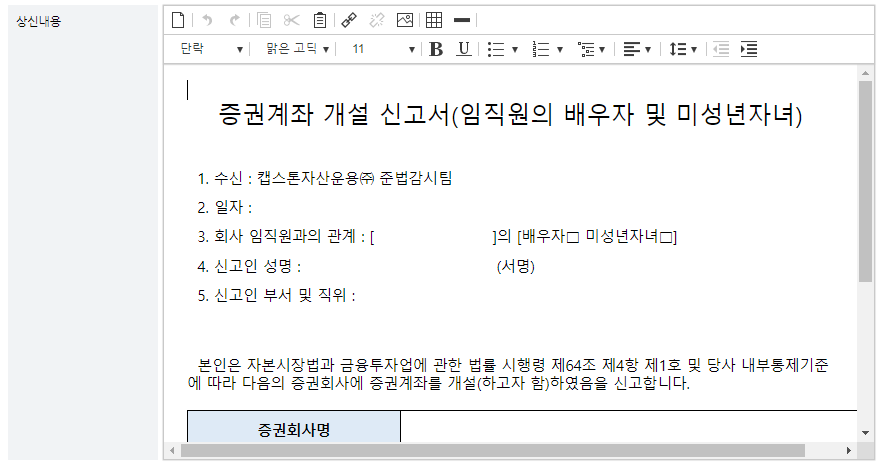 상신내용
단락 맑은 고딕 11 B U
증권계좌 개설 신고서(임직원의 배우자 및 미성년자녀)
1. 수신 : 캡스톤자산운용㈜ 준법감시팀
2. 일자 :
3. 회사 임직원과의 관계 : [ ]의 [배우자□ 미성년자녀□]
4. 신고인 성명 : (서명)
5. 신고인 부서 및 직위 :
본인은 자본시장법과 금융투자업에 관한 법률 시행령 제64조 제4항 제1호 및 당사 내부통제기준
에 따라 다음의 증권회사에 증권계좌를 개설(하고자 함)하였음을 신고합니다.
증권회사명